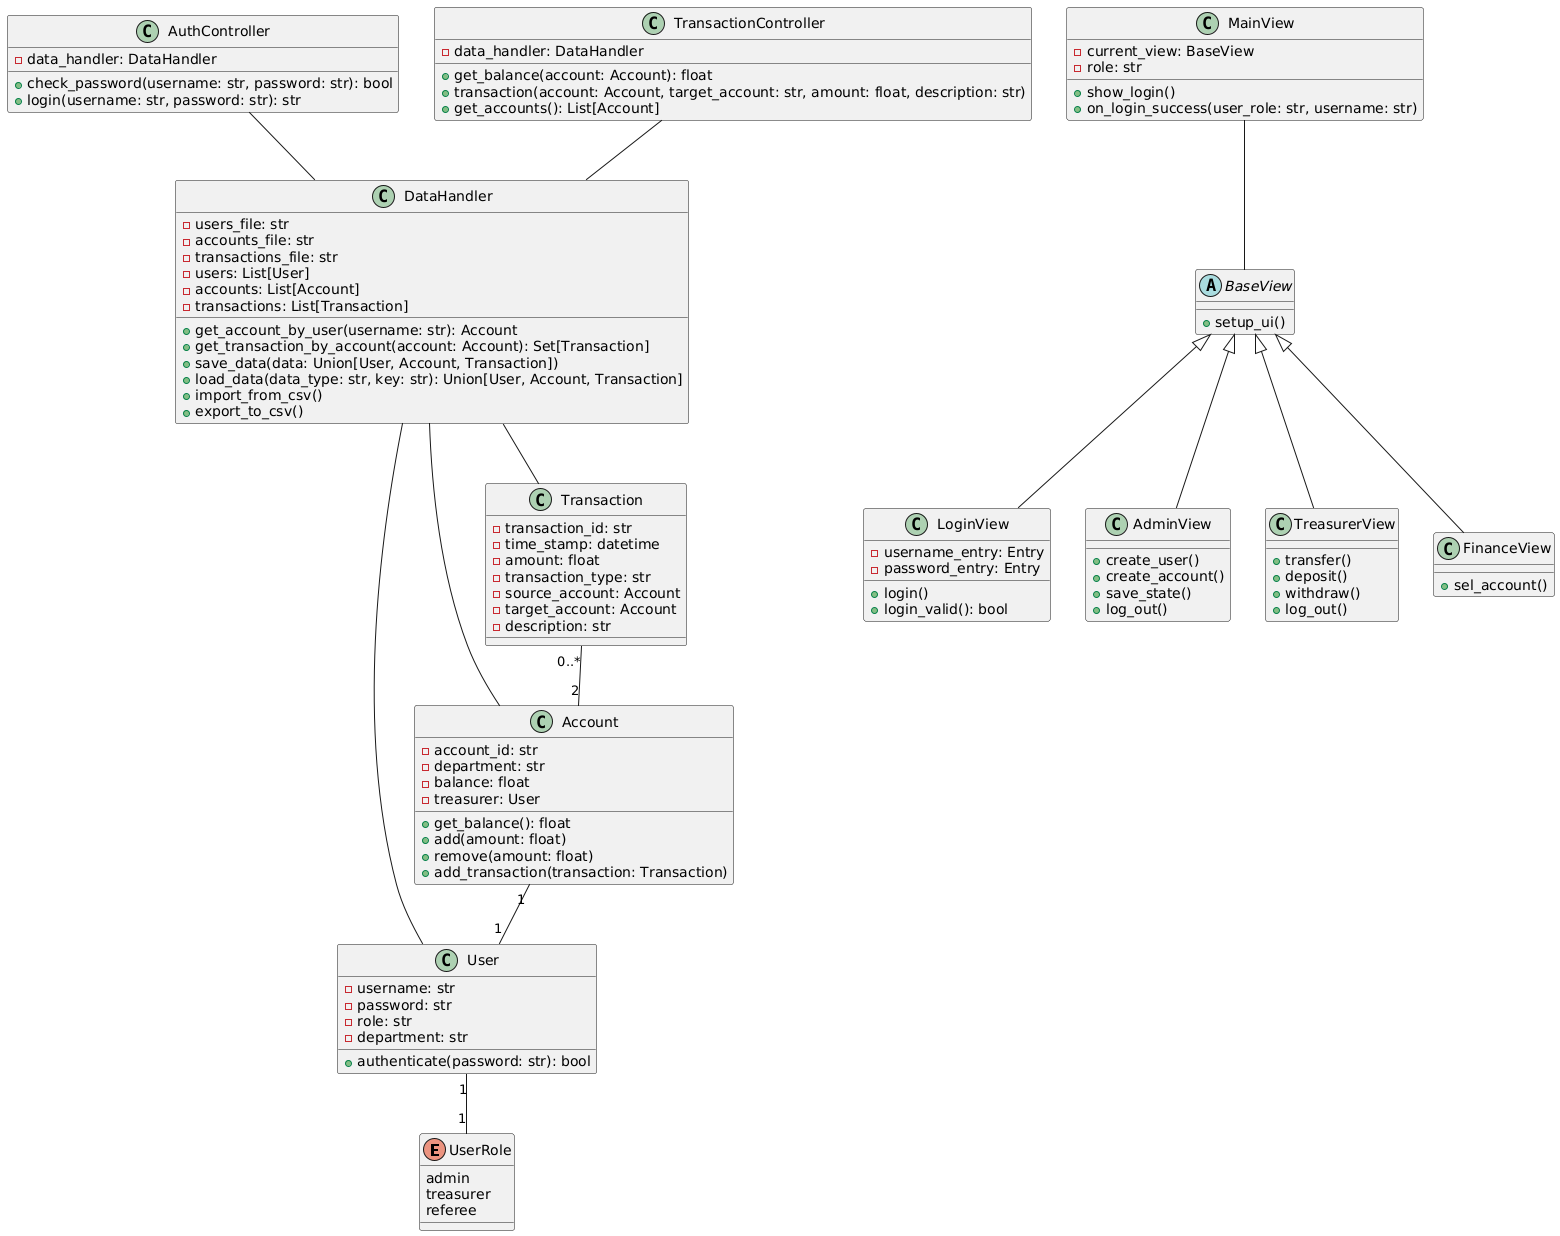 C AuthController
data_handler: DataHandler
check_password(username: str, password: str): bool
login(username: str, password: str): str
C TransactionController
data_handler: DataHandler
get_balance(account: Account): float
transaction(account: Account, target_account: str, amount: float, description: str)
get_accounts(): List[Account]
C MainView
current_view: BaseView
role: str
show_login()
on_login_success(user_role: str, username: str)
C DataHandler
users_file: str
accounts_file: str
transactions_file: str
users: List[User]
accounts: List[Account]
transactions: List[Transaction]
get_account_by_user(username: str): Account
get_transaction_by_account(account: Account): Set[Transaction]
save_data(data: Union[User, Account, Transaction])
load_data(data_type: str, key: str): Union[User, Account, Transaction]
import_from_csv()
export_to_csv()
A BaseView
setup_ui()
C Transaction
transaction_id: str
time_stamp: datetime
amount: float
transaction_type: str
source_account: Account
target_account: Account
description: str
C LoginView
username_entry: Entry
password_entry: Entry
login()
login_valid(): bool
C AdminView
create_user()
create_account()
save_state()
log_out()
C TreasurerView
transfer()
deposit()
withdraw()
log_out()
C FinanceView
sel_account()
0..*
2
C Account
account_id: str
department: str
balance: float
treasurer: User
get_balance(): float
add(amount: float)
remove(amount: float)
add_transaction(transaction: Transaction)
1
1
C User
username: str
password: str
role: str
department: str
authenticate(password: str): bool
1
1
E UserRole
admin
treasurer
referee